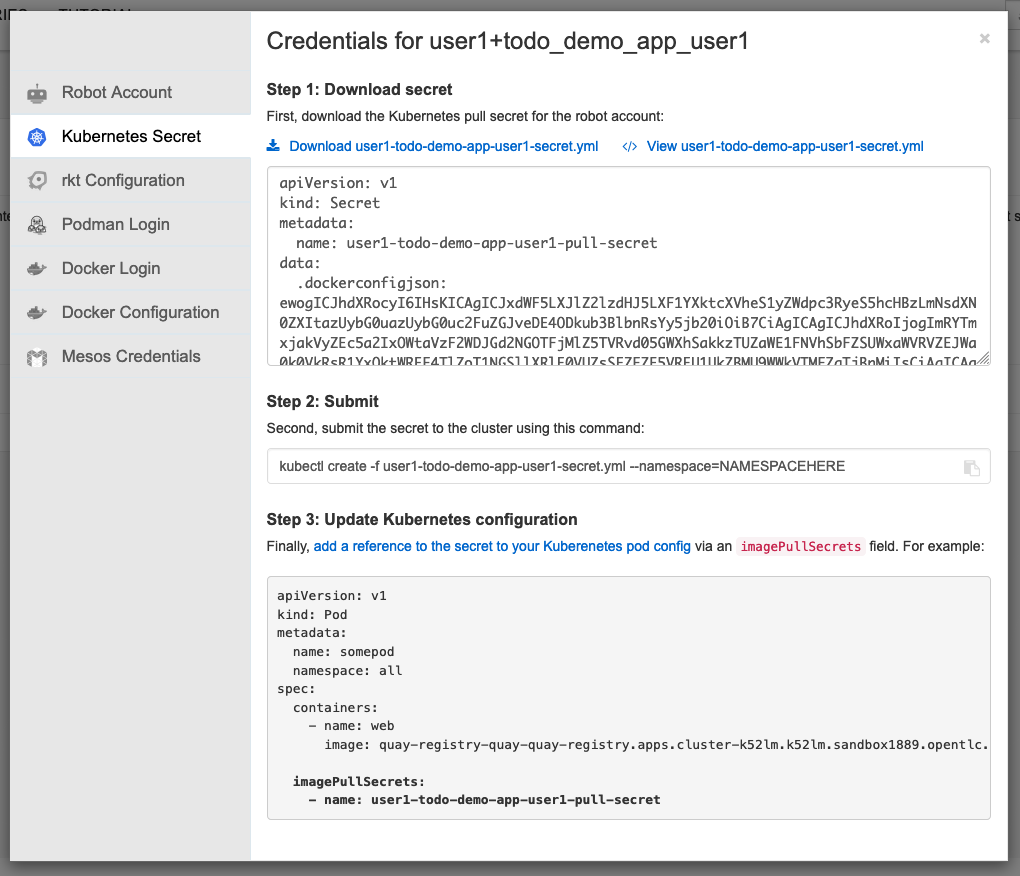 TUTORIAL
Credentials for user1+todo_demo_app_user1
×
Robot Account
Kubernetes Secret
rkt Configuration
Podman Login
Docker Login
Docker Configuration
Mesos Credentials
Step 1: Download secret
First, download the Kubernetes pull secret for the robot account:
Download user1-todo-demo-app-user1-secret.yml </> View user1-todo-demo-app-user1-secret.yml
apiVersion: v1
kind: Secret
metadata:
  name: user1-todo-demo-app-user1-pull-secret
data:
  .dockerconfigjson:
ewogICJhdXRocyI6IHsKICAgICJxdWF5LXJlZ2lzdHJ5LXF1YXktcXVheS1yZWdpc3RyeS5hcHBzLmNsdXN
0ZXItazUybG0uazUybG0uc2FuZGJveDE4ODkub3BlbnRsYy5jb20iOiB7CiAgICAgICJhdXRoIjogImRYTm
xjakVyZEc5a2IxOWtaVzF2WDJGd2NGOTFjMlZ5TVRvd05GWXhSakkzTUZaWE1FNVhSbFZSUWxaWVRVZEJWa
Step 2: Submit
Second, submit the secret to the cluster using this command:
kubectl create -f user1-todo-demo-app-user1-secret.yml --namespace=NAMESPACEHERE
Step 3: Update Kubernetes configuration
Finally, add a reference to the secret to your Kuberenetes pod config via an imagePullSecrets field. For example:
apiVersion: v1
kind: Pod
metadata:
  name: somepod
  namespace: all
spec:
  containers:
    - name: web
      image: quay-registry-quay-quay-registry.apps.cluster-k52lm.k52lm.sandbox1889.opentlc.
  imagePullSecrets:
    - name: user1-todo-demo-app-user1-pull-secret